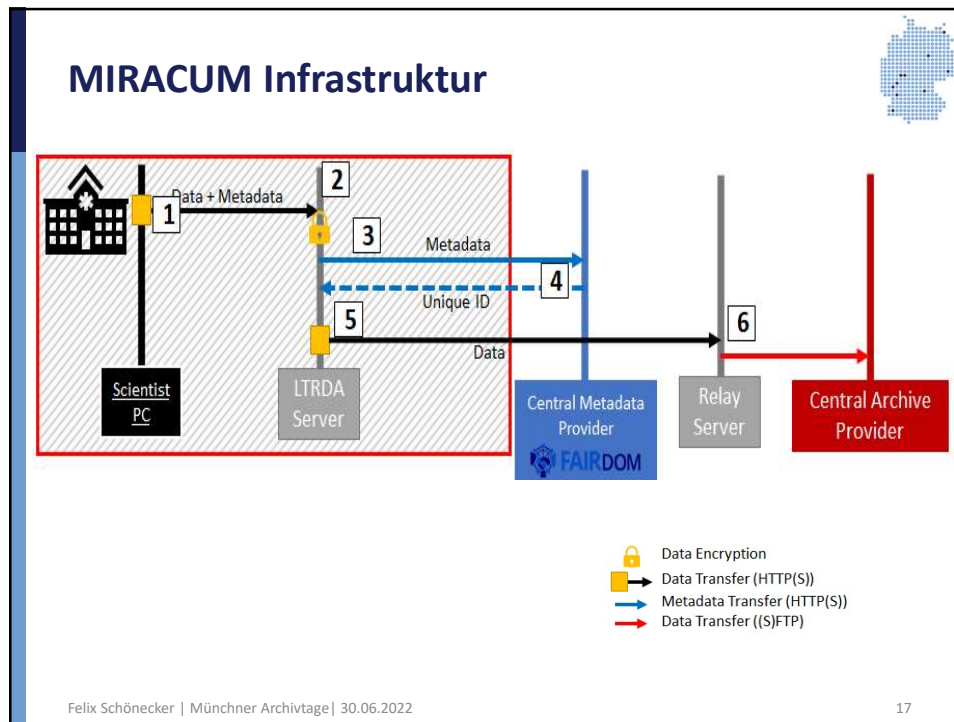 MIRACUM Infrastruktur
1
Data + Metadata
2
3
Metadata
4
Unique ID
5
Data
6
Scientist
PC
LTRDA
Server
Central Metadata
Provider
FAIRDOM
Relay
Server
Central Archive
Provider
Data Encryption
Data Transfer (HTTP(S))
Metadata Transfer (HTTP(S))
Data Transfer ((S)FTP)
Felix Schönecker | Münchner Archivtage| 30.06.2022
17